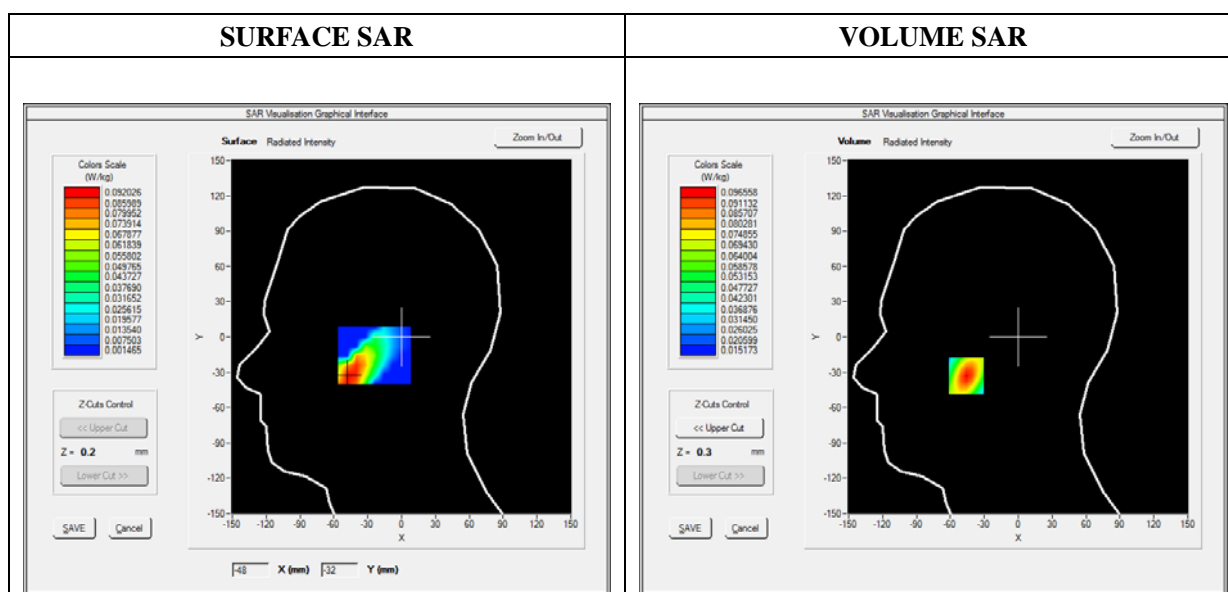 SURFACE SAR
VOLUME SAR
SAR Visualisation Graphical Interface
Surface Radiated Intensity
Zoom In/Out
Colors Scale
(W/kg)
0.092026
0.085989
0.079952
0.073914
0.067877
0.061839
0.055802
0.049765
0.043727
0.037690
0.031652
0.025615
0.019577
0.013540
0.007503
0.001465
Z-Cuts Control
<< Upper Cut
Z = 0.2 mm
Lower Cut >>
SAVE Cancel
150
120
90
60
30
0
-30
-60
-90
-120
-150
Y
-150 -120 -90 -60 -30 0 30 60 90 120 150
X
-48 X (mm) -32 Y (mm)
SAR Visualisation Graphical Interface
Volume Radiated Intensity
Zoom In/Out
Colors Scale
(W/kg)
0.096558
0.091132
0.085707
0.080281
0.074855
0.069430
0.064004
0.058578
0.053153
0.047727
0.042301
0.036876
0.031450
0.026025
0.020599
0.015173
Z-Cuts Control
<< Upper Cut
Z = 0.3 mm
Lower Cut >>
SAVE Cancel
150
120
90
60
30
0
-30
-60
-90
-120
-150
Y
-150 -120 -90 -60 -30 0 30 60 90 120 150
X